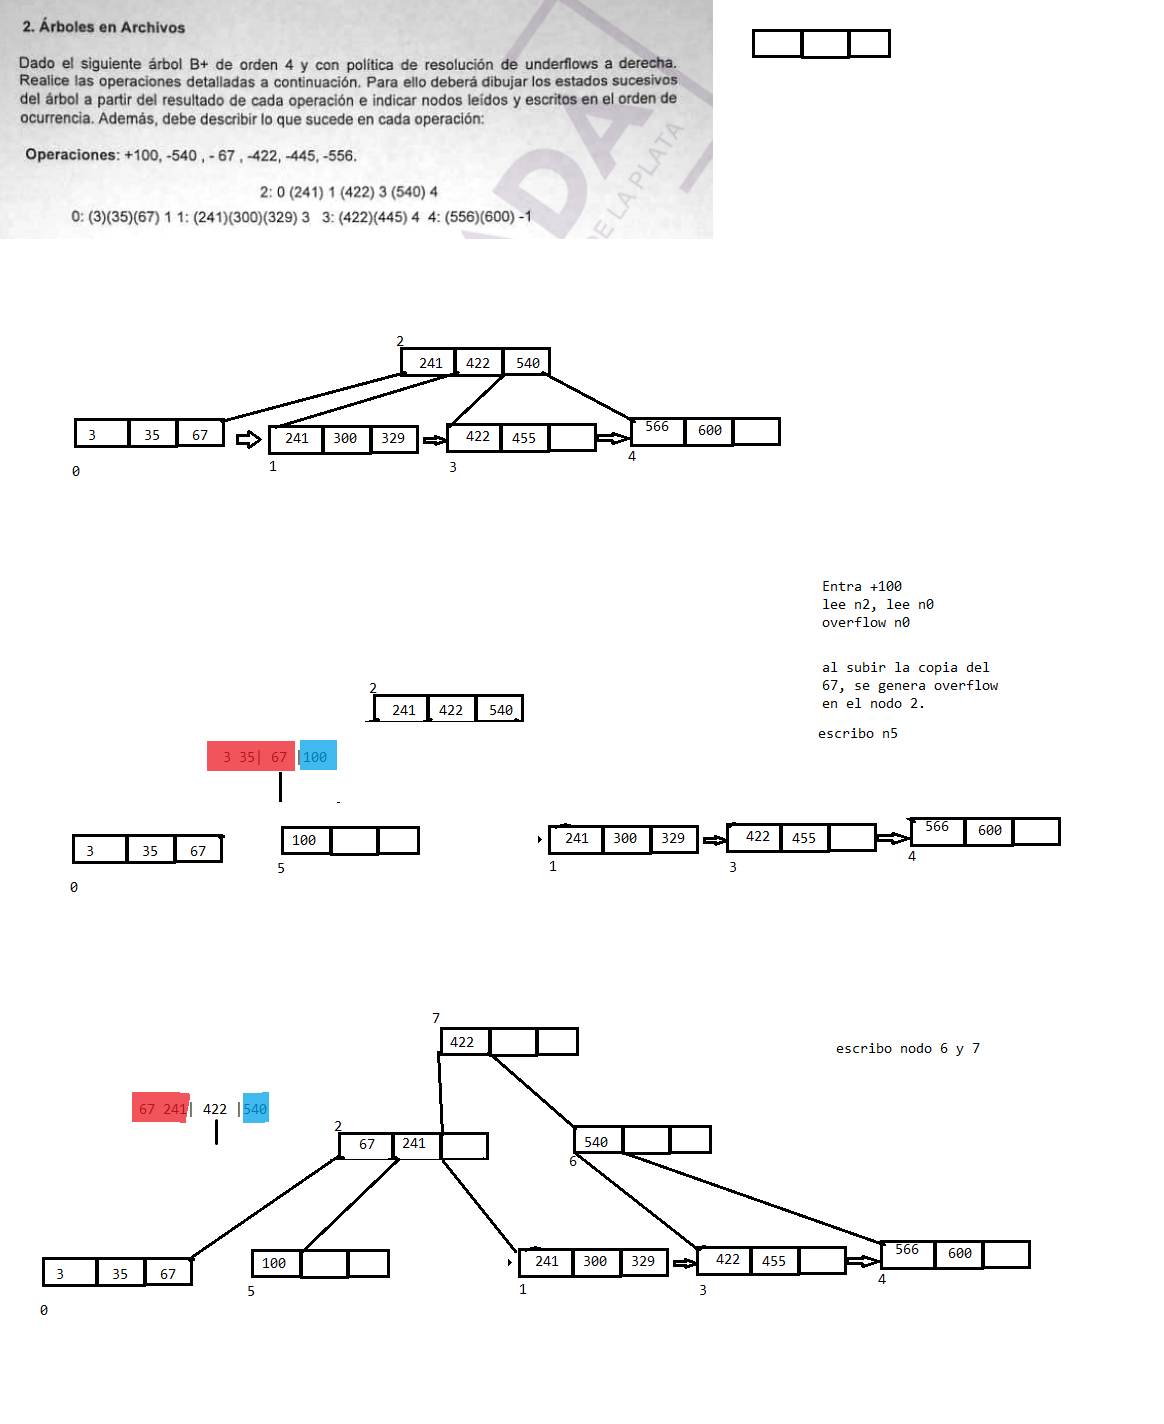 2. Árboles en Archivos
Dado el siguiente árbol B+ de orden 4 y con política de resolución de underflows a derecha.
Realice las operaciones detalladas a continuación. Para ello deberá dibujar los estados sucesivos
del árbol a partir del resultado de cada operación e indicar nodos leídos y escritos en el orden de
ocurrencia. Además, debe describir lo que sucede en cada operación:
Operaciones: +100, -540 , - 67 , -422, -445, -556.
2: 0 (241) 1 (422) 3 (540) 4
0: (3)(35)(67) 1 1: (241)(300)(329) 3 3: (422)(445) 4 4: (556)(600) -1
DA
DE LA PLATA
2
241 422 540
3 35 67
241 300 329
422 455
566 600
0
1
3
4
Entra +100
lee n2, lee n0
overflow n0
al subir la copia del
67, se genera overflow
en el nodo 2.
escribo n5
2
241 422 540
3 35| 67 |100
3 35 67
100
241 300 329
422 455
566 600
0
5
1
3
4
7
422
escribo nodo 6 y 7
67 241| 422 |540
2
67 241
540
6
3 35 67
100
241 300 329
422 455
566 600
0
5
1
3
4